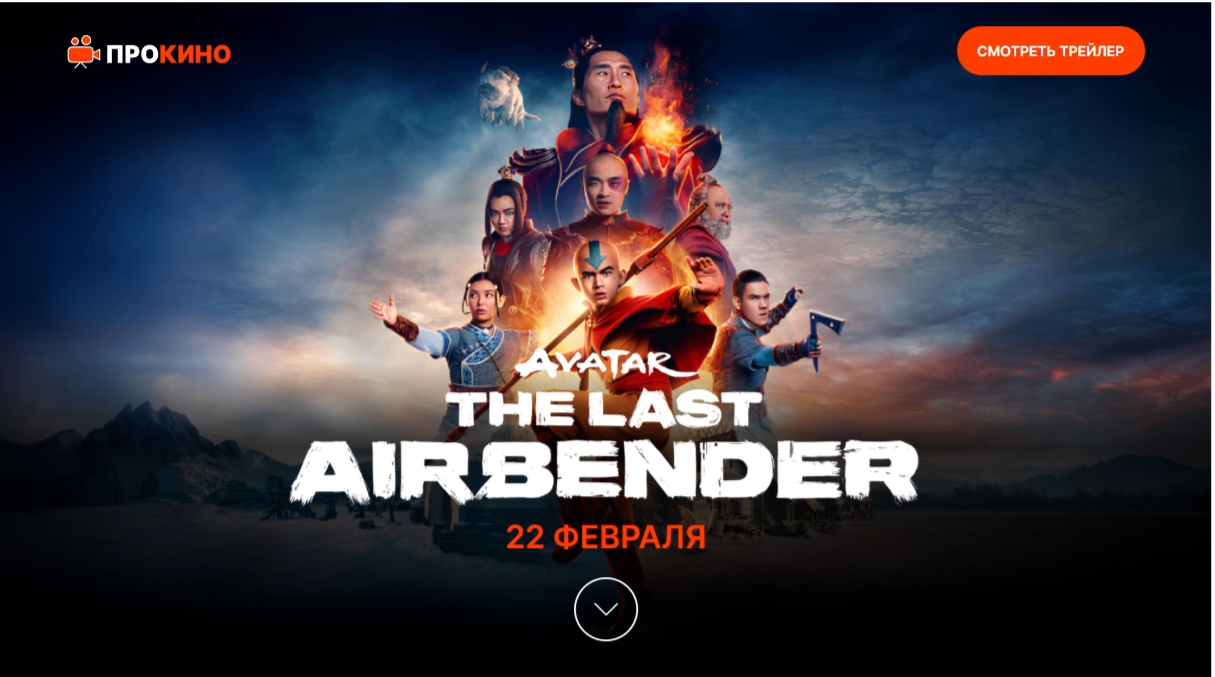 ПРОКИНО
СМОТРЕТЬ ТРЕЙЛЕР
AVATAR
THE LAST
AIRBENDER
22 ФЕВРАЛЯ